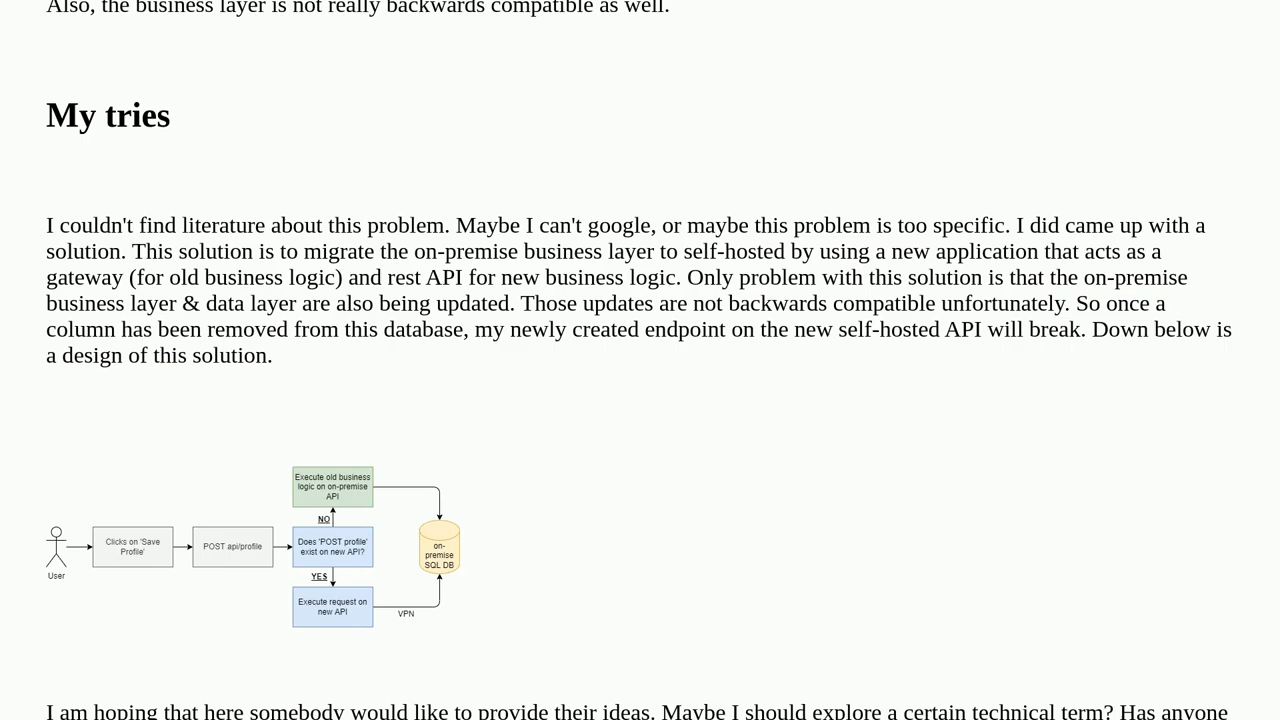 Also, the business layer is not really backwards compatible as well.
My tries
I couldn't find literature about this problem. Maybe I can't google, or maybe this problem is too specific. I did came up with a
solution. This solution is to migrate the on-premise business layer to self-hosted by using a new application that acts as a
gateway (for old business logic) and rest API for new business logic. Only problem with this solution is that the on-premise
business layer & data layer are also being updated. Those updates are not backwards compatible unfortunately. So once a
column has been removed from this database, my newly created endpoint on the new self-hosted API will break. Down below is
a design of this solution.
Execute old business
logic on on-premise
API
NO
User
Clicks on 'Save
Profile'
POST api/profile
Does 'POST profile'
exist on new API?
on-
premise
SQL DB
YES
Execute request on
new API
VPN
I am hoping that here somebody would like to provide their ideas. Maybe I should explore a certain technical term? Has anyone